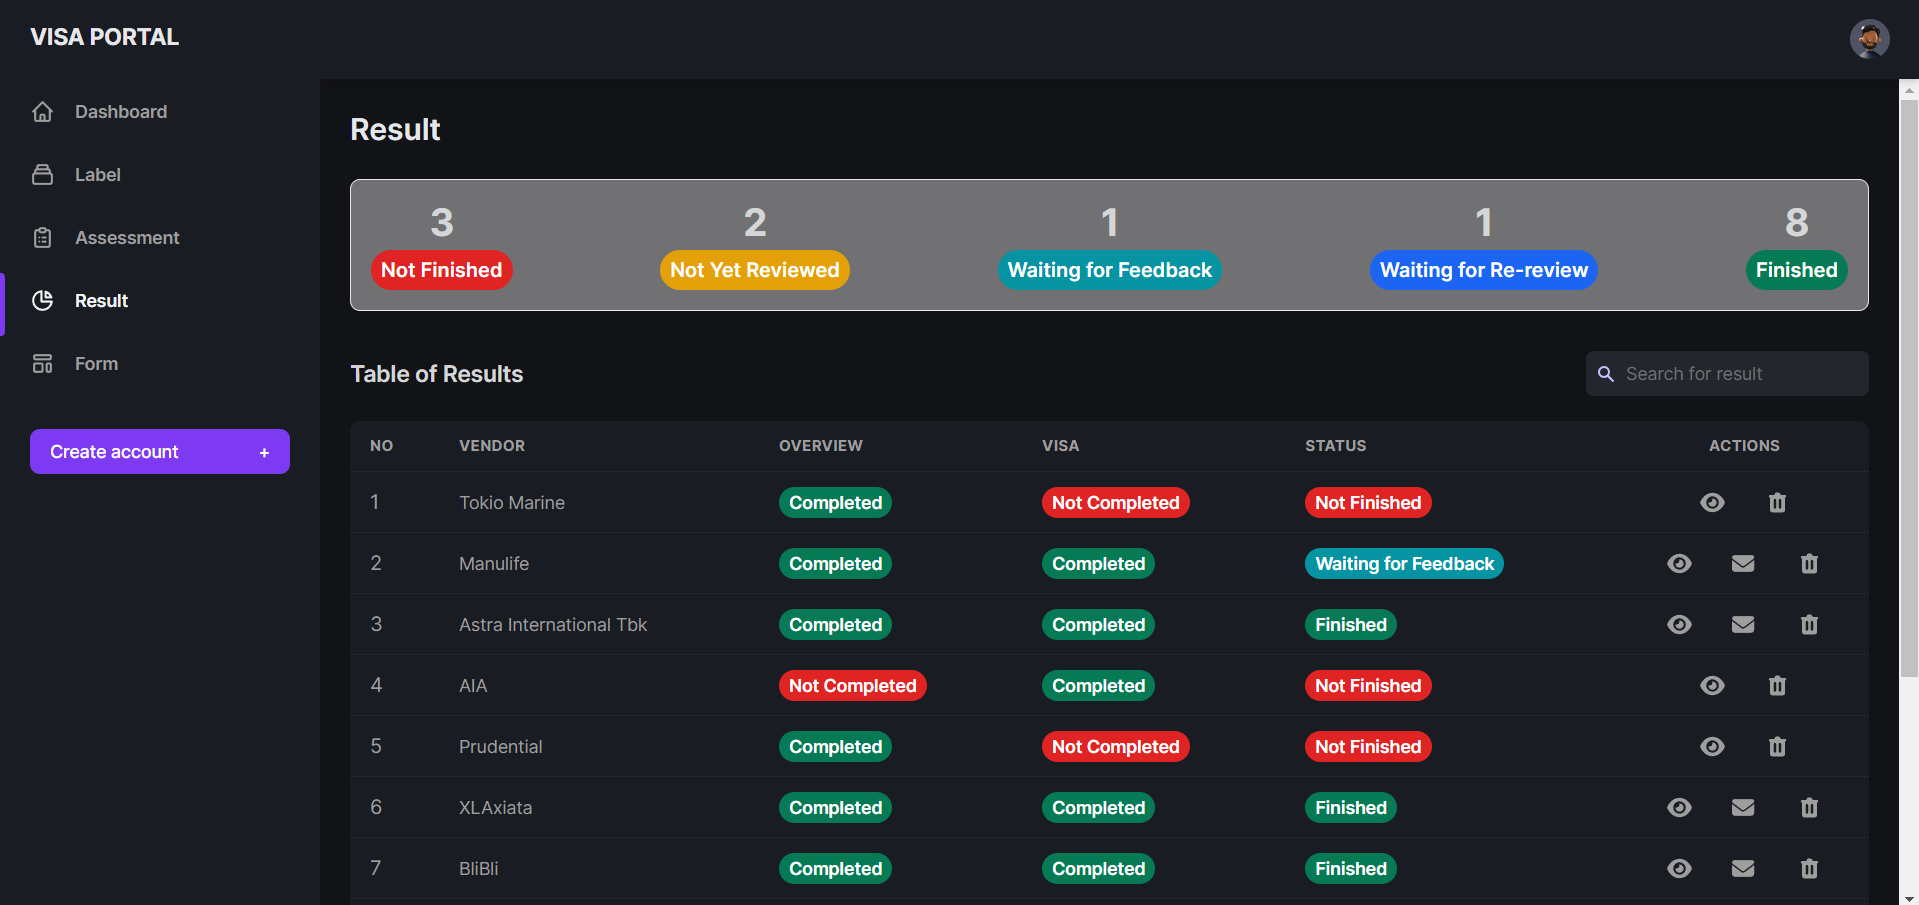 VISA PORTAL
Dashboard
Label
Assessment
Result
Form
Create account +
Result
3 2 1 1 8
Not Finished Not Yet Reviewed Waiting for Feedback Waiting for Re-review Finished
Table of Results
Search for result
NO VENDOR OVERVIEW VISA STATUS ACTIONS
1 Tokio Marine Completed Not Completed Not Finished
2 Manulife Completed Completed Waiting for Feedback
3 Astra International Tbk Completed Completed Finished
4 AIA Not Completed Completed Not Finished
5 Prudential Completed Not Completed Not Finished
6 XLAxiata Completed Completed Finished
7 BliBli Completed Completed Finished